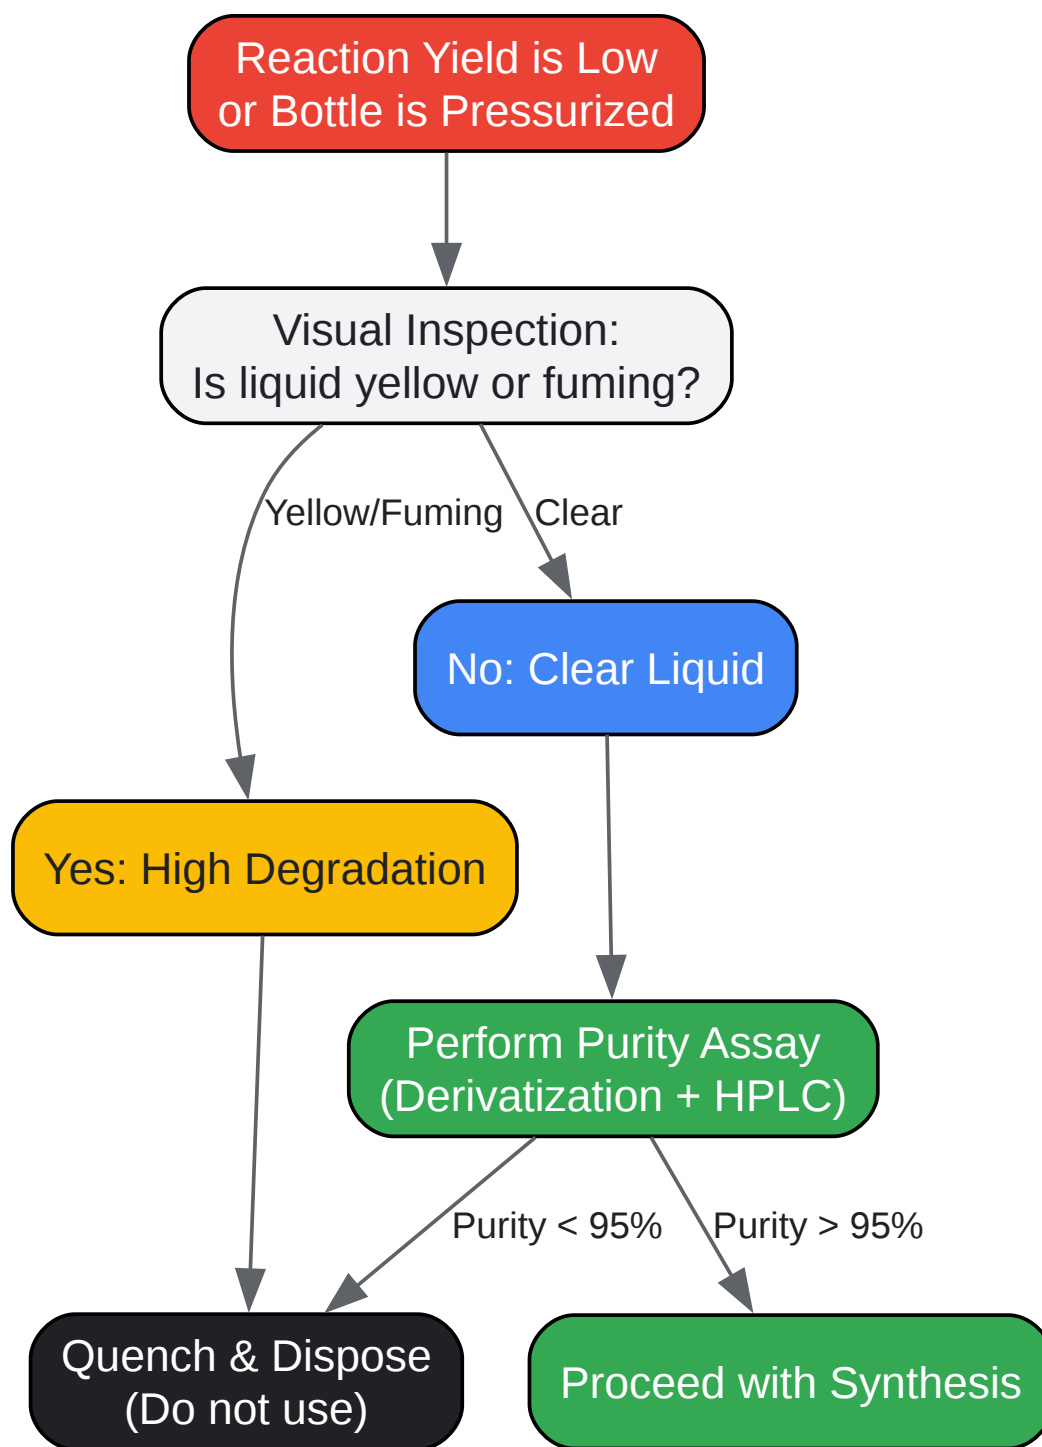 Reaction Yield is Low
or Bottle is Pressurized
Visual Inspection:
Is liquid yellow or fuming?
Yellow/Fuming
Clear
No: Clear Liquid
Yes: High Degradation
Perform Purity Assay
(Derivatization + HPLC)
Purity < 95%
Purity > 95%
Quench & Dispose
(Do not use)
Proceed with Synthesis